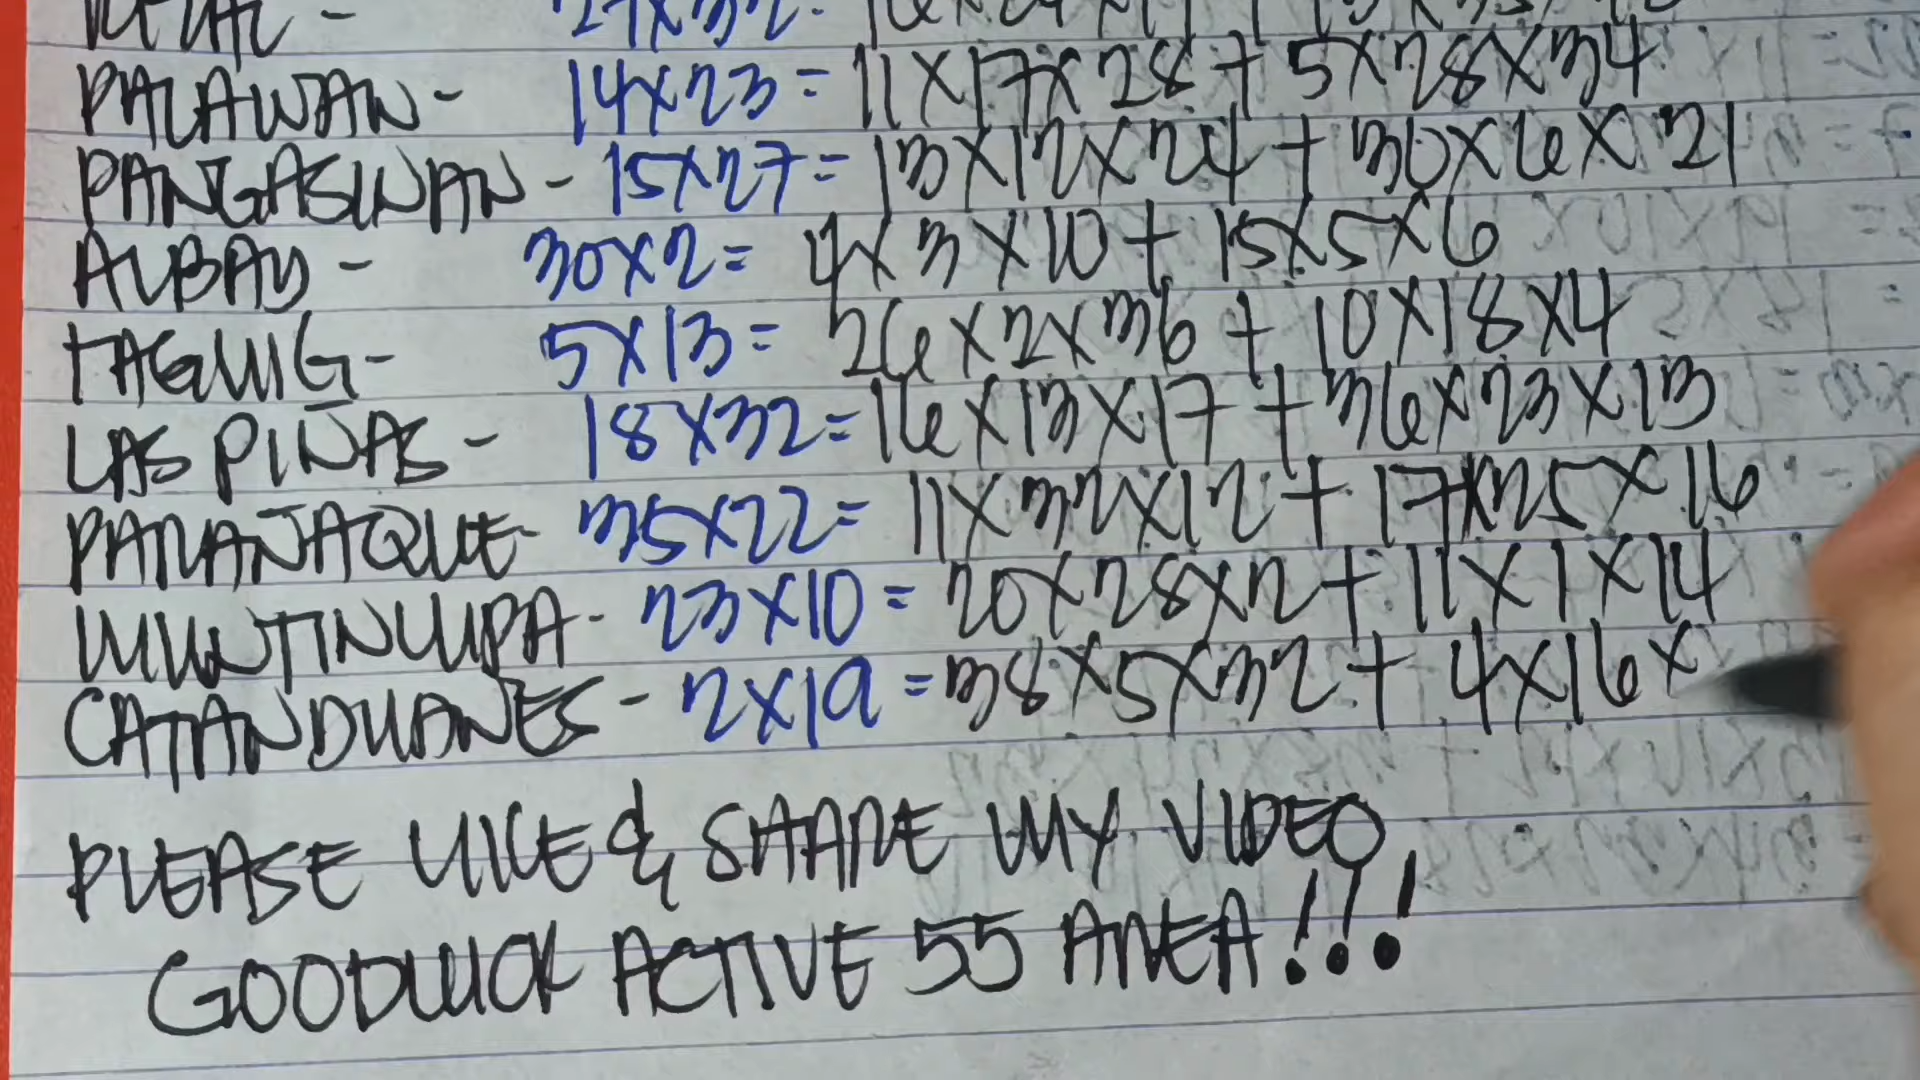 27X32=
PALAWAN - 14X23 = 11X17X28 + 5X28X34
PANGASINAN - 15X27 = 13X12X24 + 30X6X21
ALBAY - 30X2 = 4X3X10 + 15X5X6
TAGUIG - 5X13 = 26X2X36 + 10X18X4
LAS PIÑAS - 18X32 = 16X13X17 + 36X23X13
PARANAQUE - 35X22 = 11X32X12 + 17X25X16
MUNTINLUPA - 23X10 = 20X28X2 + 11X1X14
CATANDUANES - 2X19 = 38X5X32 + 4X16X
PLEASE LIKE & SHARE MY VIDEO
GOODLUCK ACTIVE 55 AREA!!!